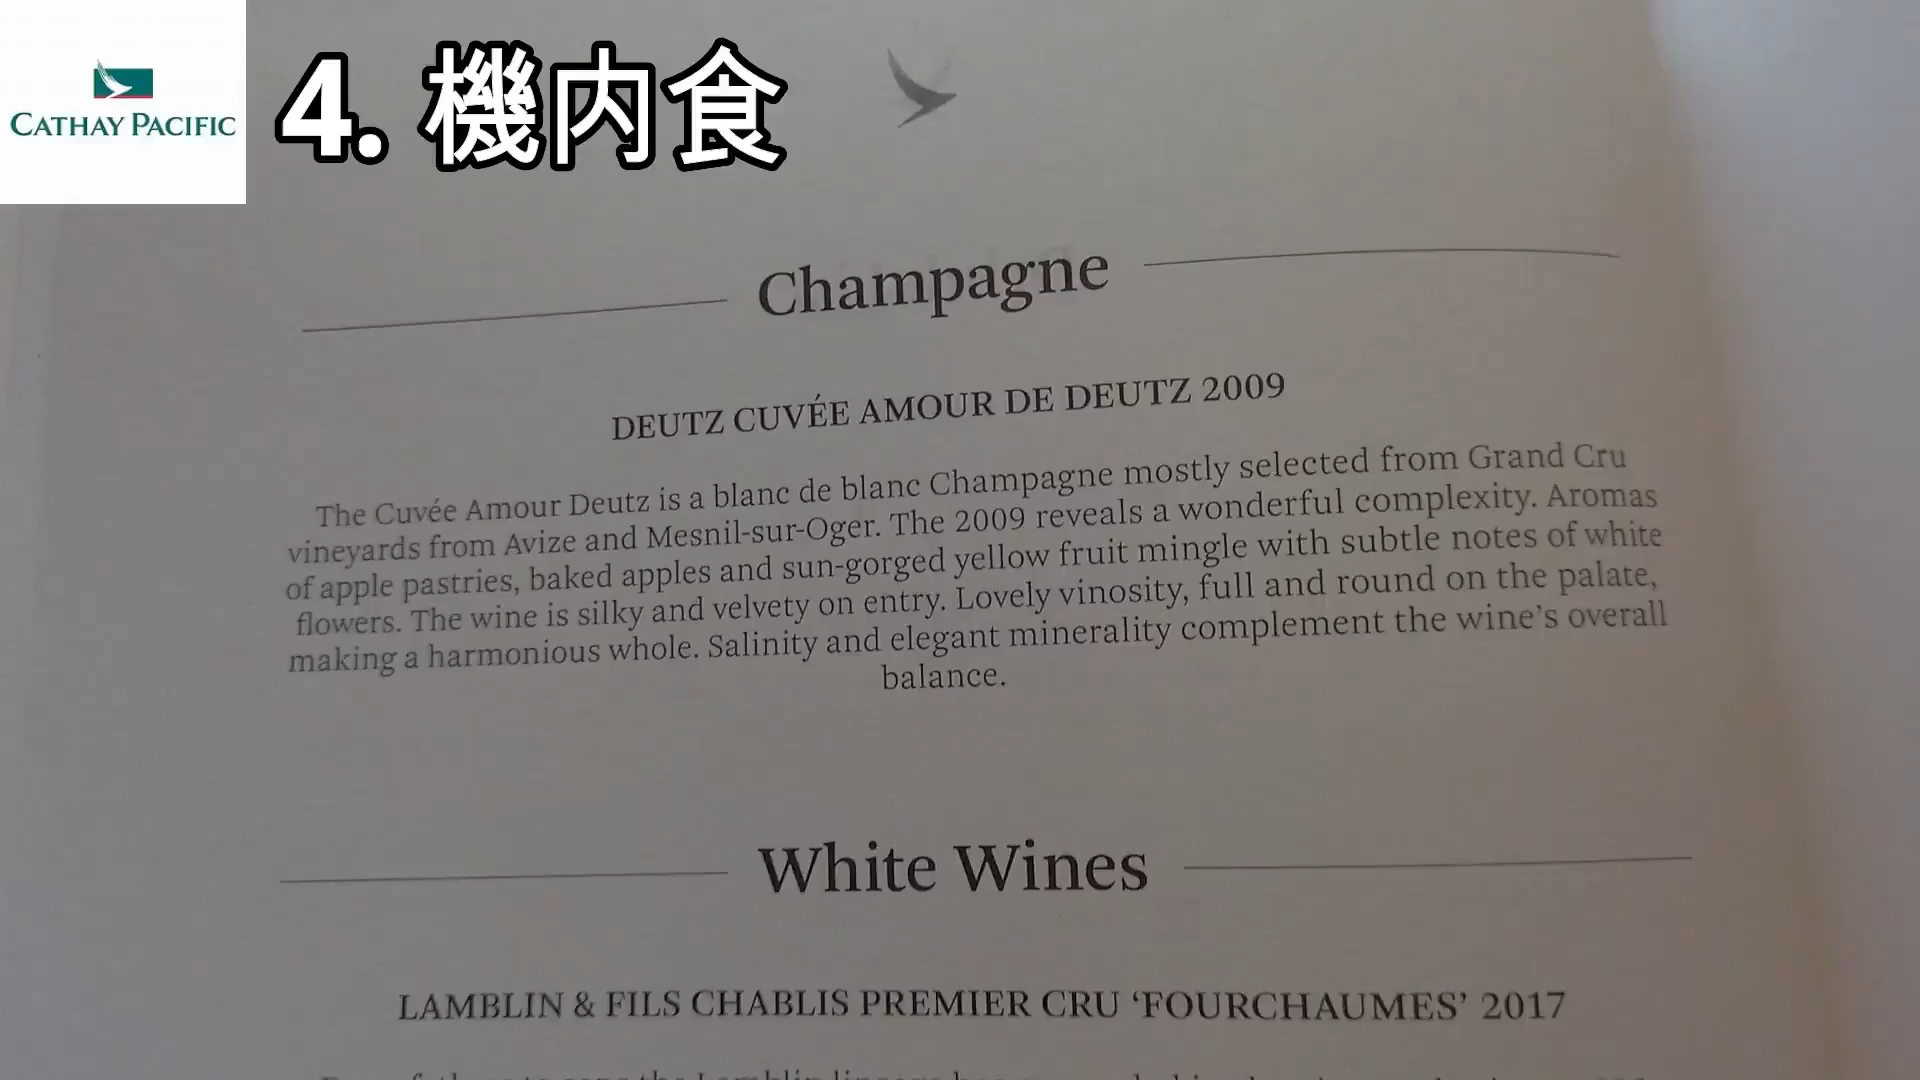 CATHAY PACIFIC
4. 機内食
Champagne
DEUTZ CUVÉE AMOUR DE DEUTZ 2009
The Cuvée Amour Deutz is a blanc de blanc Champagne mostly selected from Grand Cru
vineyards from Avize and Mesnil-sur-Oger. The 2009 reveals a wonderful complexity. Aromas
of apple pastries, baked apples and sun-gorged yellow fruit mingle with subtle notes of white
flowers. The wine is silky and velvety on entry. Lovely vinosity, full and round on the palate,
making a harmonious whole. Salinity and elegant minerality complement the wine's overall
balance.
White Wines
LAMBLIN & FILS CHABLIS PREMIER CRU ‘FOURCHAUMES’ 2017